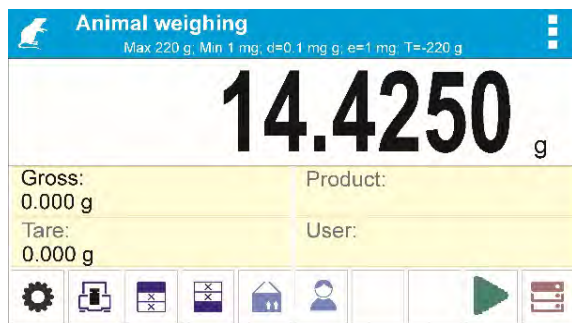 Animal weighing
Max 220 g; Min 1 mg; d=0.1 mg g; e=1 mg; T=-220 g
14.4250 g
Gross:
0.000 g
Product:
Tare:
0.000 g
User: